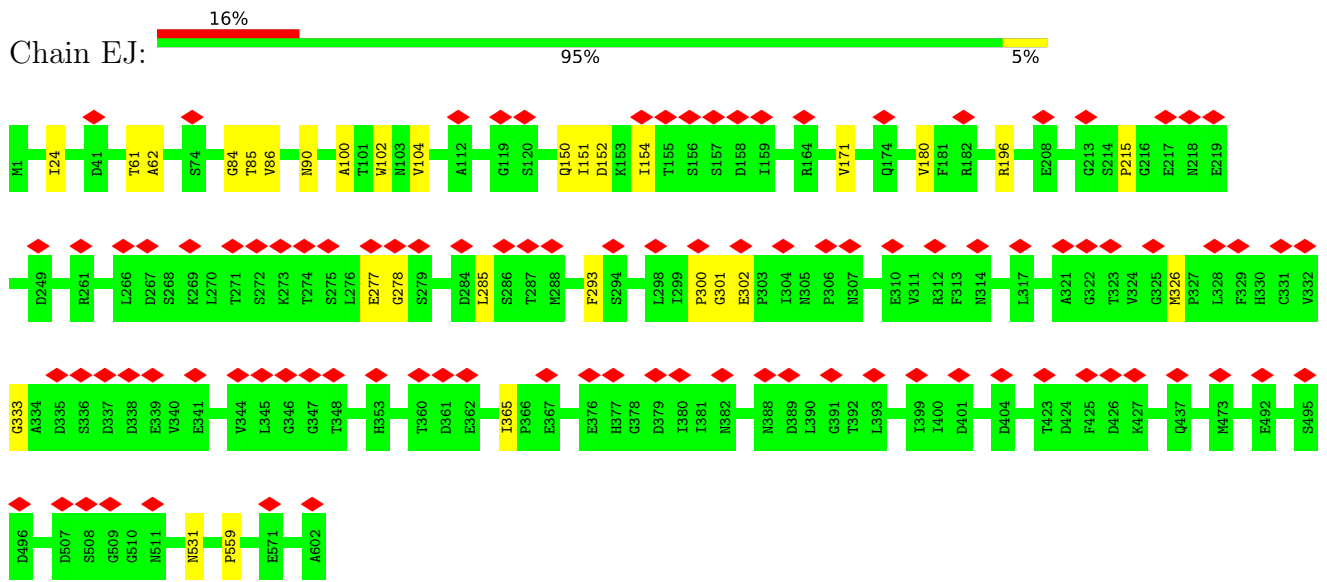 16%
Chain EJ:
95% 5%
M1 I24 D41 T61 A62 S74 G84 T85 V86 N90 A100 T101 W102 N103 V104 A112 G119 S120 Q150 I151 D152 K153 I154 T155 S156 S157 D158 I159 R164 V171 Q174 V180 F181 R182 R196 E208 G213 S214 P215 G216 E217 N218 E219
D249 R261 L266 D267 S268 K269 L270 T271 S272 K273 T274 S275 L276 E277 G278 S279 D284 L285 S286 T287 M288 F293 S294 L298 I299 P300 G301 E302 P303 I304 N305 P306 N307 E310 V311 R312 F313 N314 L317 A321 G322 T323 V324 G325 M326 P327 L328 F329 H330 C331 V332
G333 A334 D335 S336 D337 D338 E339 V340 E341 V344 L345 G346 G347 T348 H353 T360 D361 E362 I365 P366 E367 E376 H377 G378 D379 I380 I381 N382 N388 D389 L390 G391 T392 L393 I399 I400 D401 D404 T423 D424 F425 D426 K427 Q437 M473 E492 S495
D496 D507 S508 G509 G510 N511 N531 P559 E571 A602